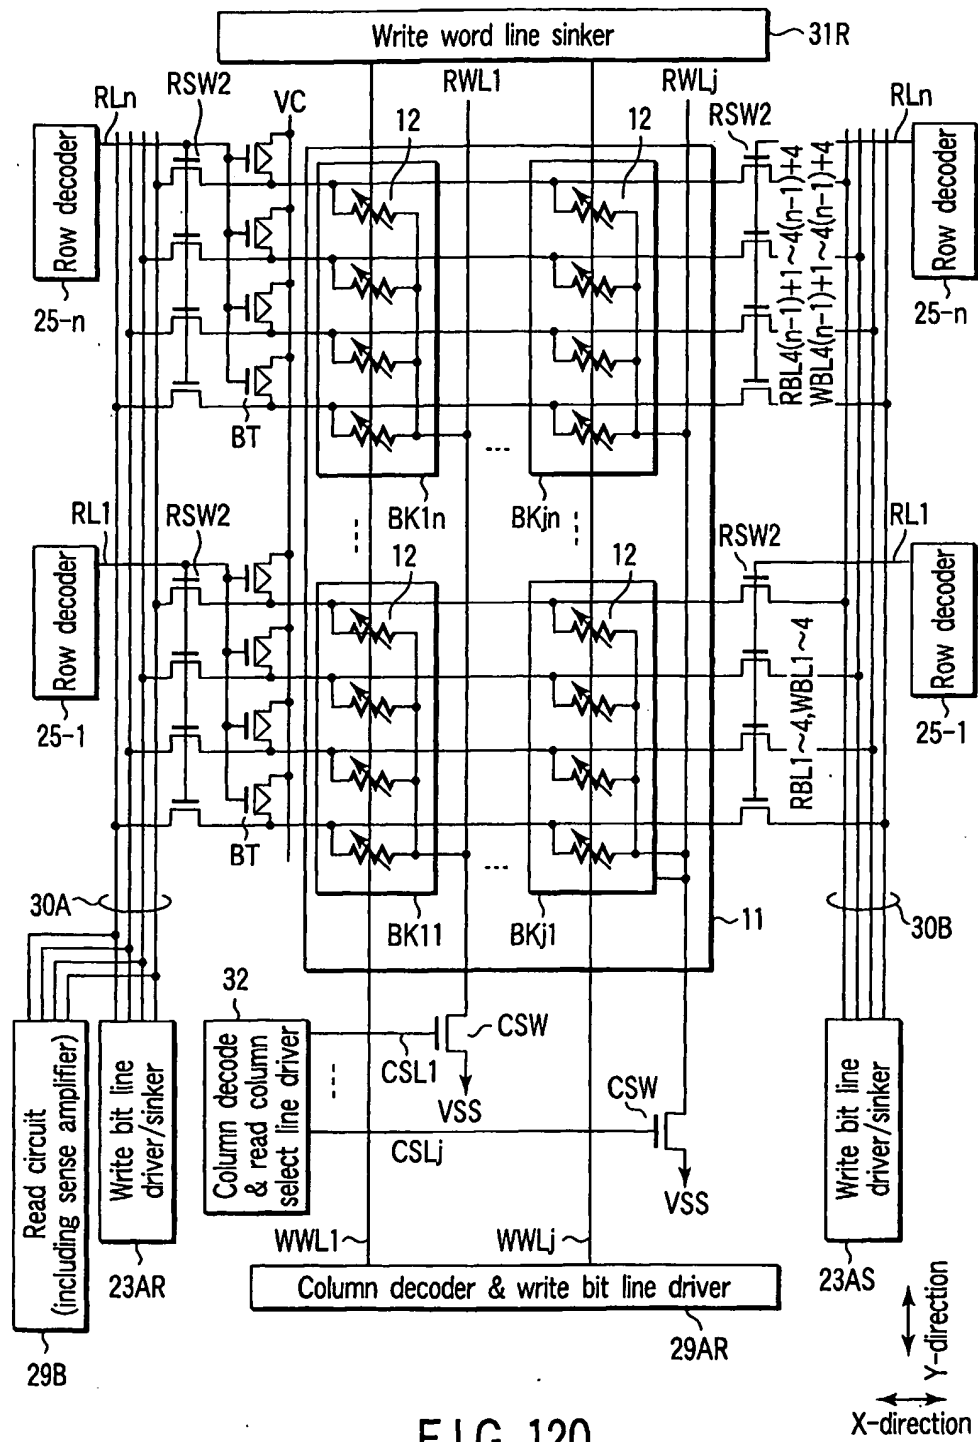 Write word line sinker
31R
RWL1
RWLj
RLn
RSW2
VC
12
12
RSW2
RLn
Row decoder
25-n
RBL4(n-1)+1~4(n-1)+4
WBL4(n-1)+1~4(n-1)+4
Row decoder
25-n
BT
BK1n
BKjn
RL1
RSW2
12
12
RSW2
RL1
Row decoder
25-1
RBL1~4,WBL1~4
Row decoder
25-1
BT
30A
BK11
BKj1
11
30B
32
Column decode
& read column
select line driver
CSL1
CSW
VSS
CSLj
CSW
VSS
Read circuit
(including sense amplifier)
29B
Write bit line
driver/sinker
23AR
Write bit line
driver/sinker
23AS
WWL1
WWLj
Column decoder & write bit line driver
29AR
Y-direction
X-direction
FIG. 120